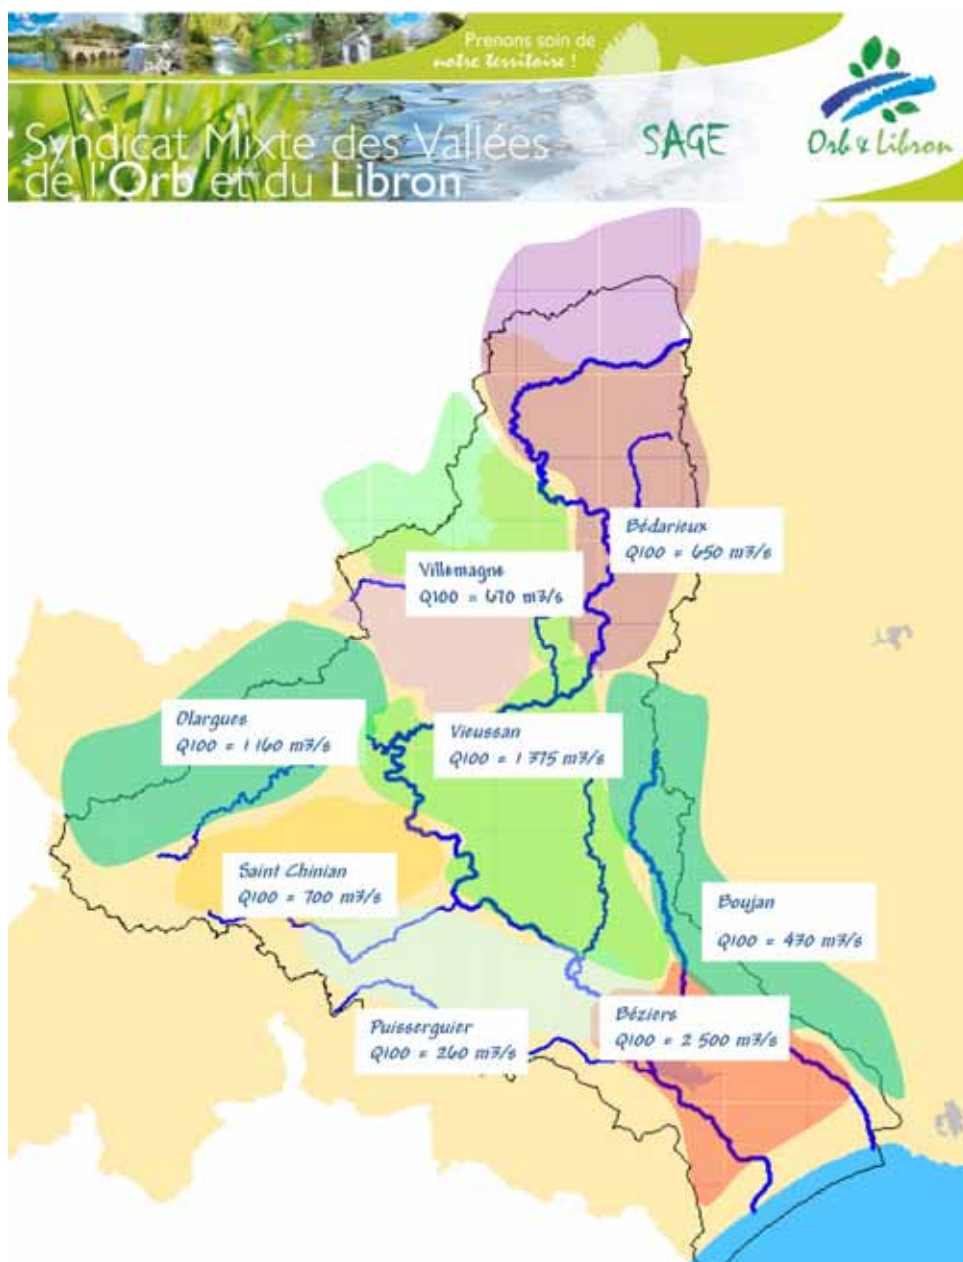 Prenons soin de
notre territoire !
Syndicat Mixte des Vallées
de l'Orb et du Libron
SAGE
Orb & Libron
Bédarieux
Q100 = 650 m3/s
Villemagne
Q100 = 670 m3/s
Olargues
Q100 = 1 160 m3/s
Vieussan
Q100 = 1 375 m3/s
Saint Chinian
Q100 = 700 m3/s
Boujan
Q100 = 430 m3/s
Puisserguier
Q100 = 260 m3/s
Béziers
Q100 = 2 500 m3/s